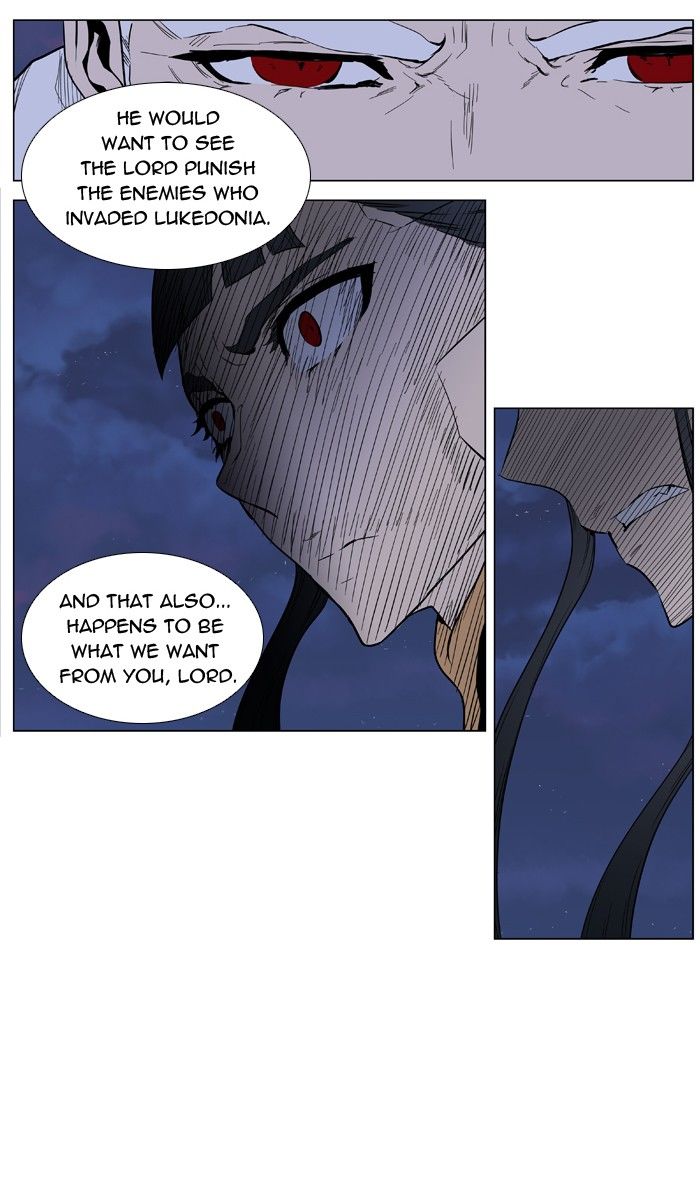 HE WOULD
WANT TO SEE
THE LORD PUNISH
THE ENEMIES WHO
INVADED LUKEDONIA.
AND THAT ALSO...
HAPPENS TO BE
WHAT WE WANT
FROM YOU, LORD.